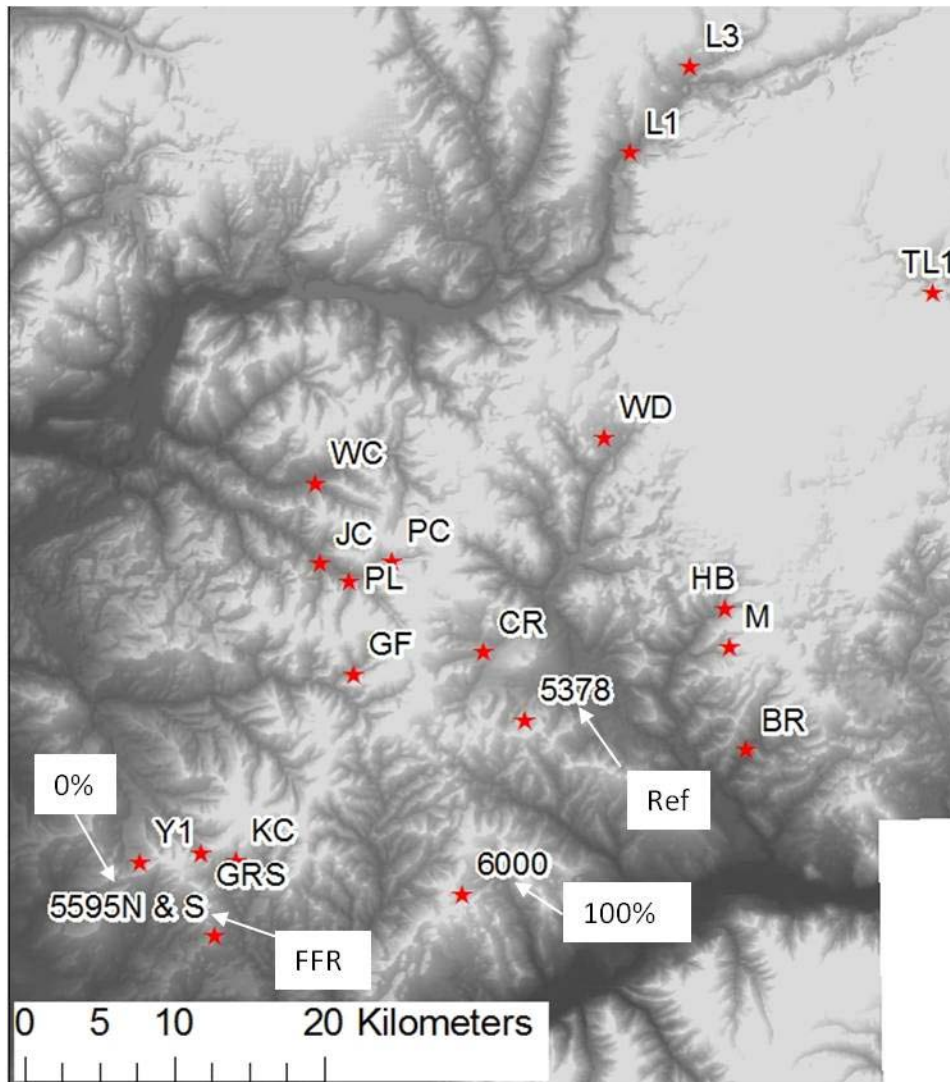 L3
L1
TL1
WD
WC
JC PC
PL
HB
M
CR
GF
5378
BR
0%
Ref
Y1 KC
GRS
6000
5595N & S
100%
FFR
0 5 10 20 Kilometers